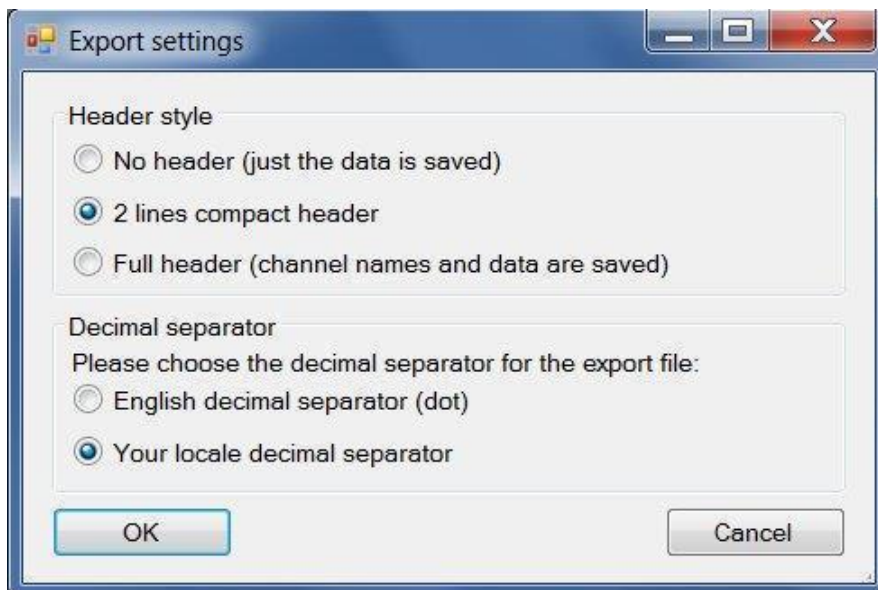 Export settings
Header style
No header (just the data is saved)
2 lines compact header
Full header (channel names and data are saved)
Decimal separator
Please choose the decimal separator for the export file:
English decimal separator (dot)
Your locale decimal separator
OK
Cancel